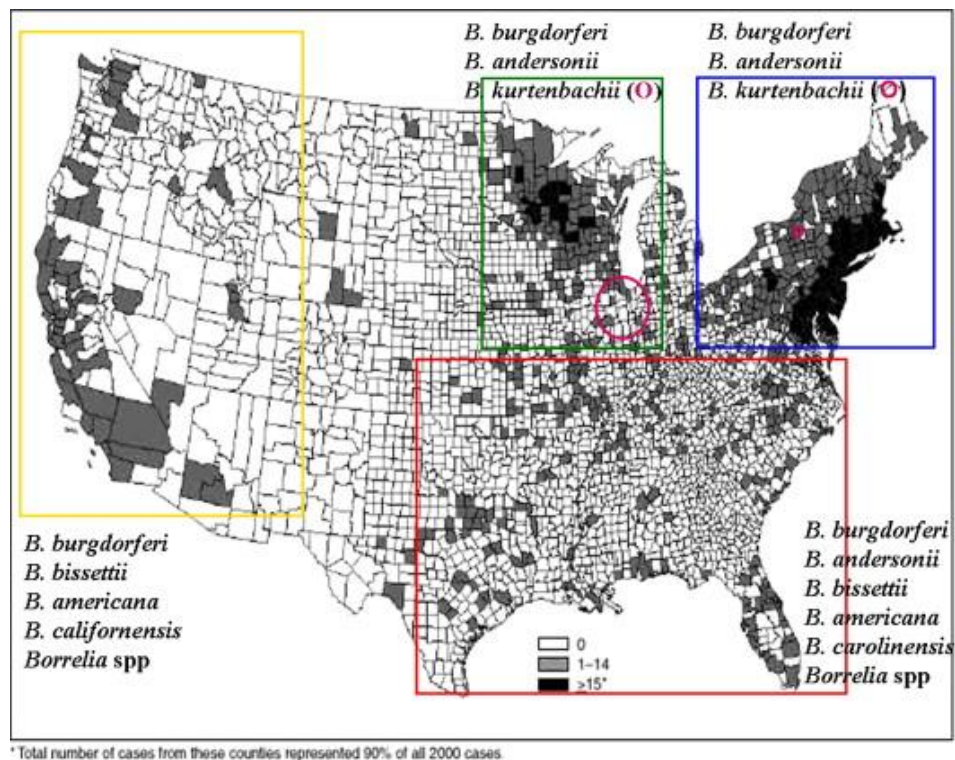 B. burgdorferi
B. andersonii
B. kurtenbachii (O)
B. burgdorferi
B. andersonii
B. kurtenbachii (O)
B. burgdorferi
B. bissettii
B. americana
B. californensis
Borrelia spp
B. burgdorferi
B. andersonii
B. bissettii
B. americana
B. carolinensis
Borrelia spp
0
1–14
≥15*
* Total number of cases from these counties represented 90% of all 2000 cases.